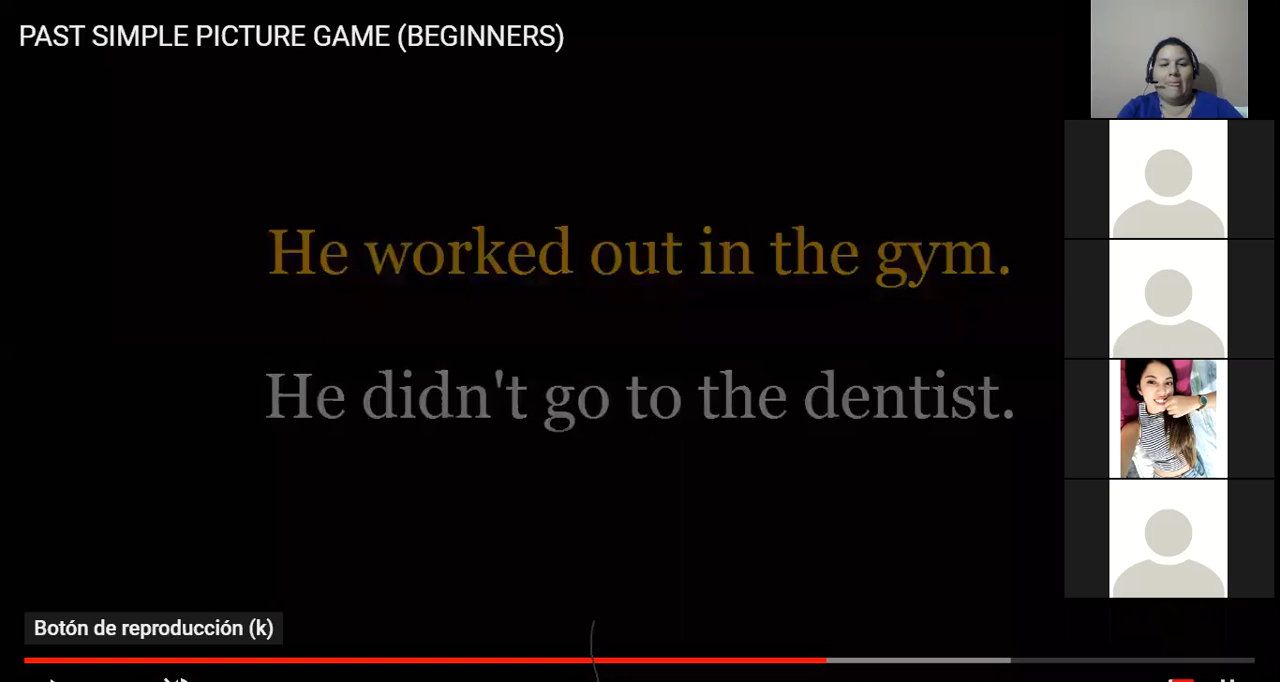 PAST SIMPLE PICTURE GAME (BEGINNERS)
He worked out in the gym.
He didn't go to the dentist.
Botón de reproducción (k)